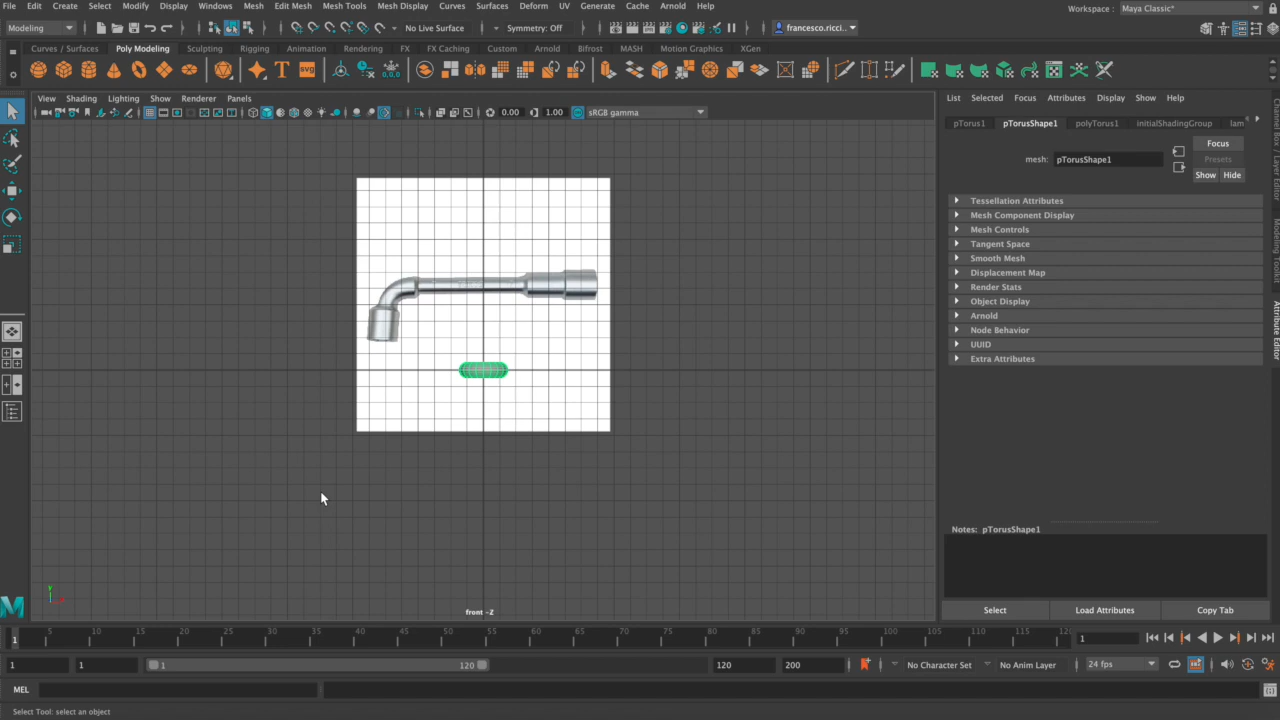 File Edit Create Select Modify Display Windows Mesh Edit Mesh Mesh Tools Mesh Display Curves Surfaces Deform UV Generate Cache Arnold Help Workspace : Maya Classic*
Modeling No Live Surface Symmetry: Off francesco.ricci...
Curves / Surfaces Poly Modeling Sculpting Rigging Animation Rendering FX FX Caching Custom Arnold Bifrost MASH Motion Graphics XGen
SVG 0,0,0
View Shading Lighting Show Renderer Panels
0.00 1.00 sRGB gamma
List Selected Focus Attributes Display Show Help
pTorus1 pTorusShape1 polyTorus1 initialShadingGroup lam
Focus
mesh: pTorusShape1 Presets
Show Hide
Tessellation Attributes
Mesh Component Display
Mesh Controls
Tangent Space
Smooth Mesh
Displacement Map
Render Stats
Object Display
Arnold
Node Behavior
UUID
Extra Attributes
Channel Box / Layer Editor
Modeling Toolkit
Attribute Editor
Notes: pTorusShape1
y
front -Z
Select Load Attributes Copy Tab
1 5 10 15 20 25 30 35 40 45 50 55 60 65 70 75 80 85 90 95 100 105 110 115 120 1
1 1 1 120 120 200 No Character Set No Anim Layer 24 fps
MEL
Select Tool: select an object